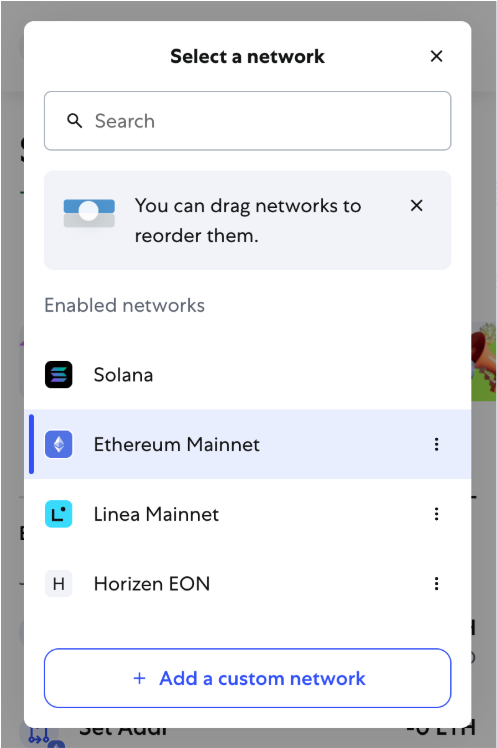 Select a network
Search
You can drag networks to
reorder them.
Enabled networks
Solana
Ethereum Mainnet
Linea Mainnet
H Horizen EON
+ Add a custom network